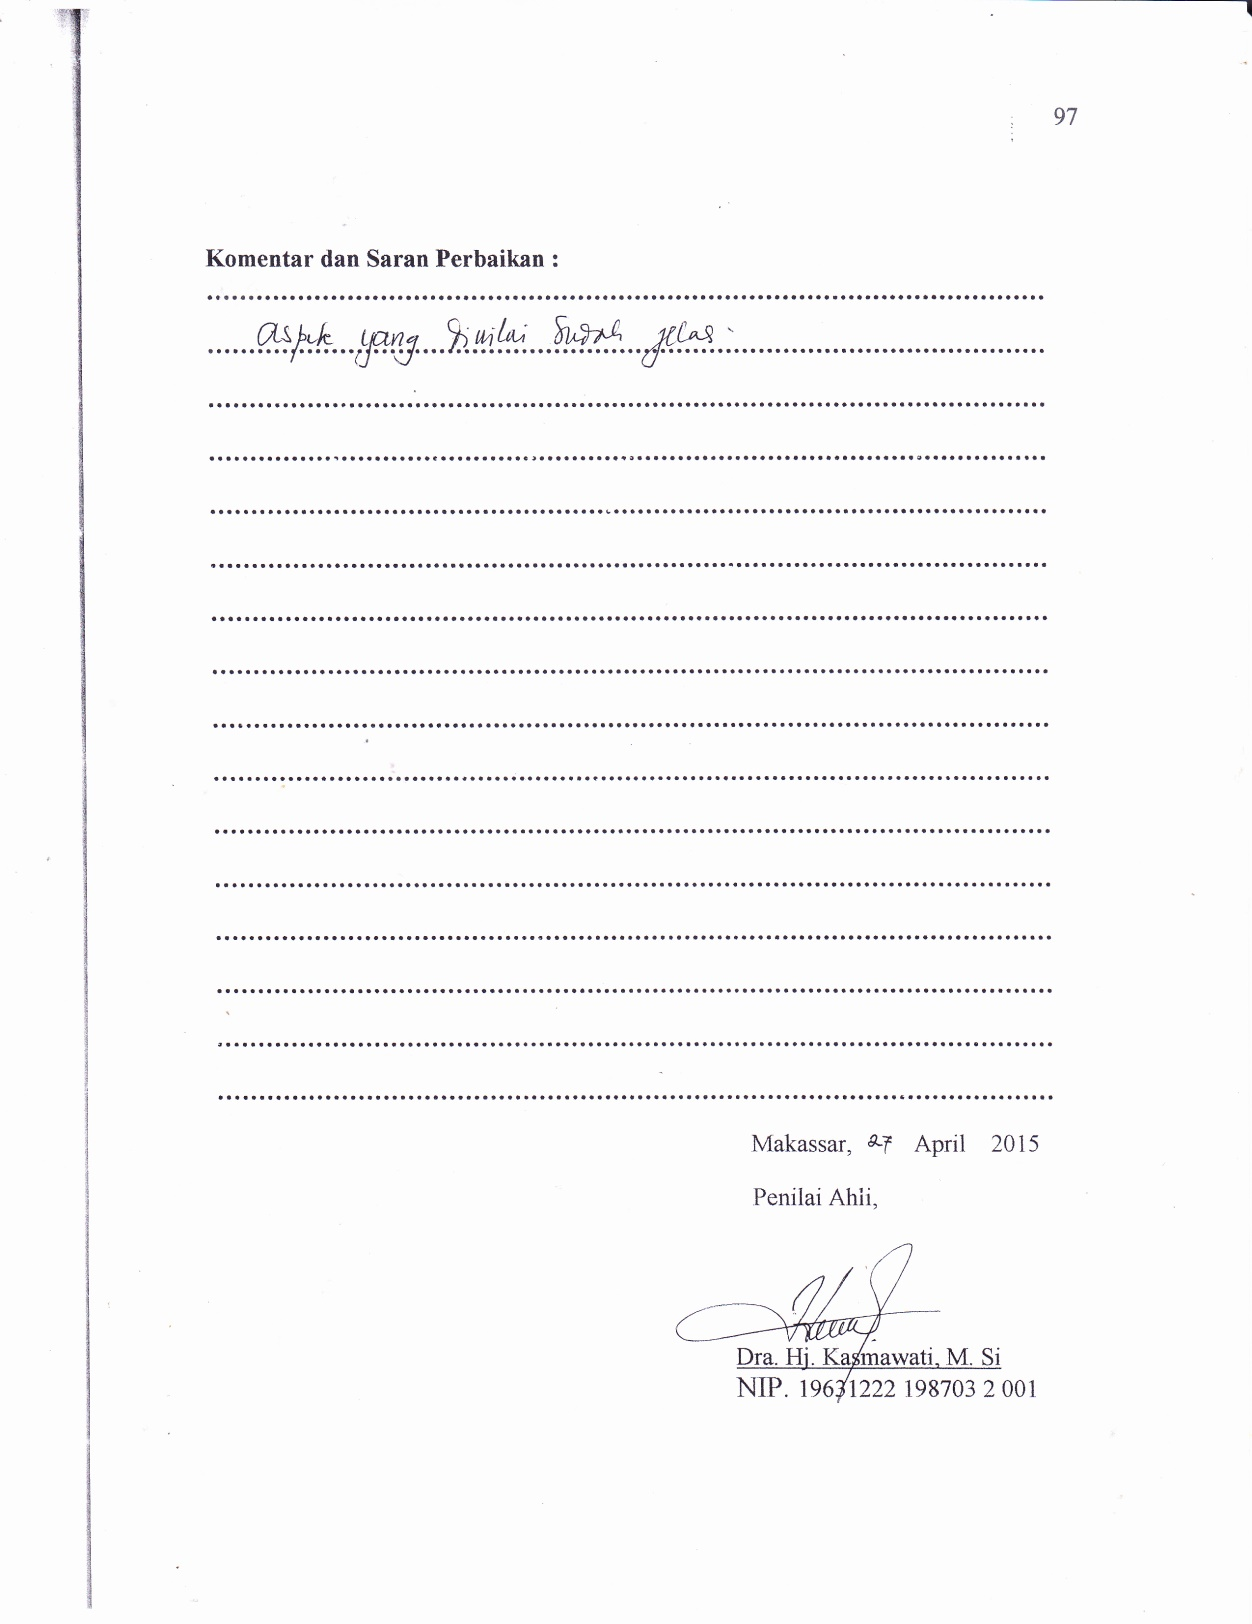 97
Komentar dan Saran Perbaikan :
Aspek yang dinilai sudah jelas.
Makassar, 27 April 2015
Penilai Ahli,
Dra. Hj. Kasmawati, M. Si
NIP. 19631222 198703 2 001